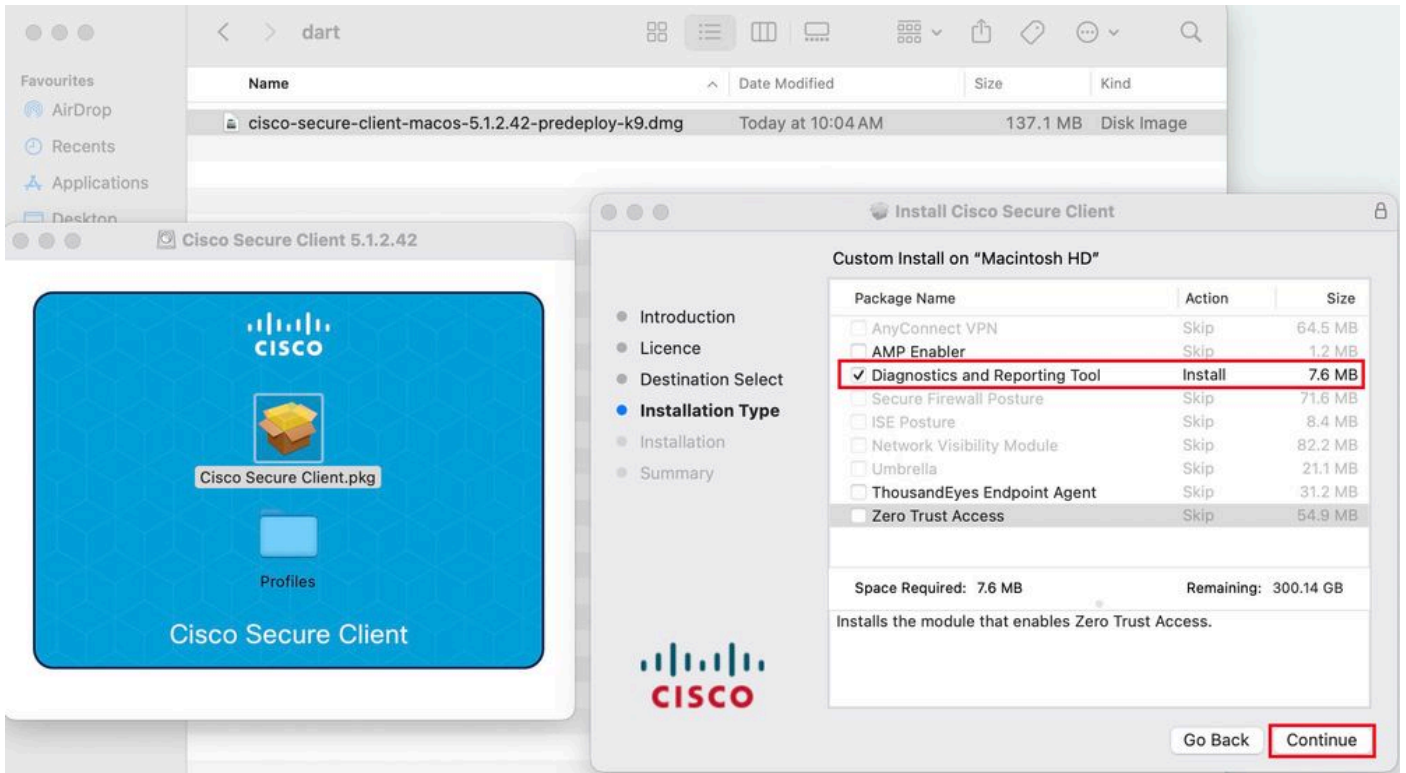 dart
Favourites
AirDrop
Recents
Applications
Desktop
Name Date Modified Size Kind
cisco-secure-client-macos-5.1.2.42-predeploy-k9.dmg Today at 10:04 AM 137.1 MB Disk Image
Cisco Secure Client 5.1.2.42
CISCO
Cisco Secure Client.pkg
Profiles
Cisco Secure Client
Install Cisco Secure Client
Custom Install on “Macintosh HD”
Introduction
Licence
Destination Select
Installation Type
Installation
Summary
CISCO
Package Name Action Size
AnyConnect VPN Skip 64.5 MB
AMP Enabler Skip 1.2 MB
Diagnostics and Reporting Tool Install 7.6 MB
Secure Firewall Posture Skip 71.6 MB
ISE Posture Skip 8.4 MB
Network Visibility Module Skip 82.2 MB
Umbrella Skip 21.1 MB
ThousandEyes Endpoint Agent Skip 31.2 MB
Zero Trust Access Skip 54.9 MB
Space Required: 7.6 MB Remaining: 300.14 GB
Installs the module that enables Zero Trust Access.
Go Back Continue